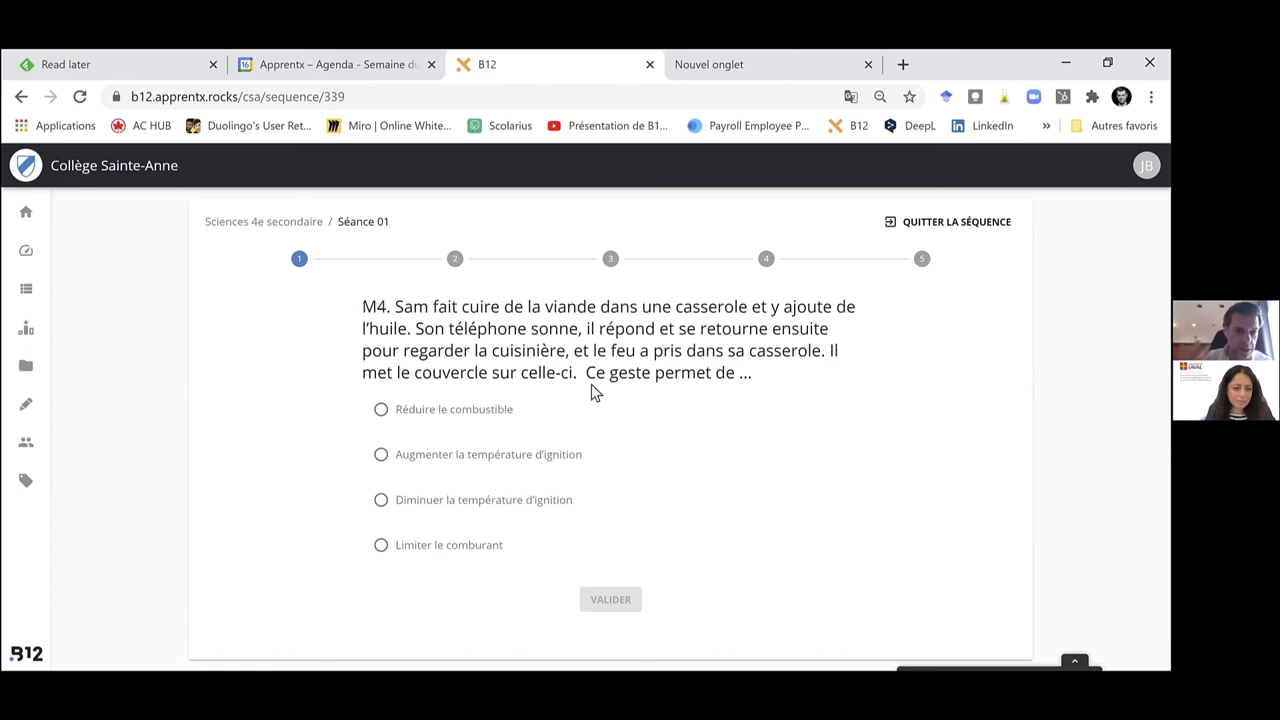 Read later
Apprentx – Agenda - Semaine du
B12
Nouvel onglet
b12.apprentx.rocks/csa/sequence/339
Applications
AC HUB
Duolingo's User Ret...
Miro | Online White...
Scolarius
Présentation de B1...
Payroll Employee P...
B12
DeepL
LinkedIn
»
Autres favoris
Collège Sainte-Anne
JB
Sciences 4e secondaire / Séance 01
QUITTER LA SÉQUENCE
1 2 3 4 5
M4. Sam fait cuire de la viande dans une casserole et y ajoute de
l’huile. Son téléphone sonne, il répond et se retourne ensuite
pour regarder la cuisinière, et le feu a pris dans sa casserole. Il
met le couvercle sur celle-ci. Ce geste permet de ...
Réduire le combustible
Augmenter la température d’ignition
Diminuer la température d’ignition
Limiter le comburant
VALIDER
B12
UNIVERSITÉ LAVAL